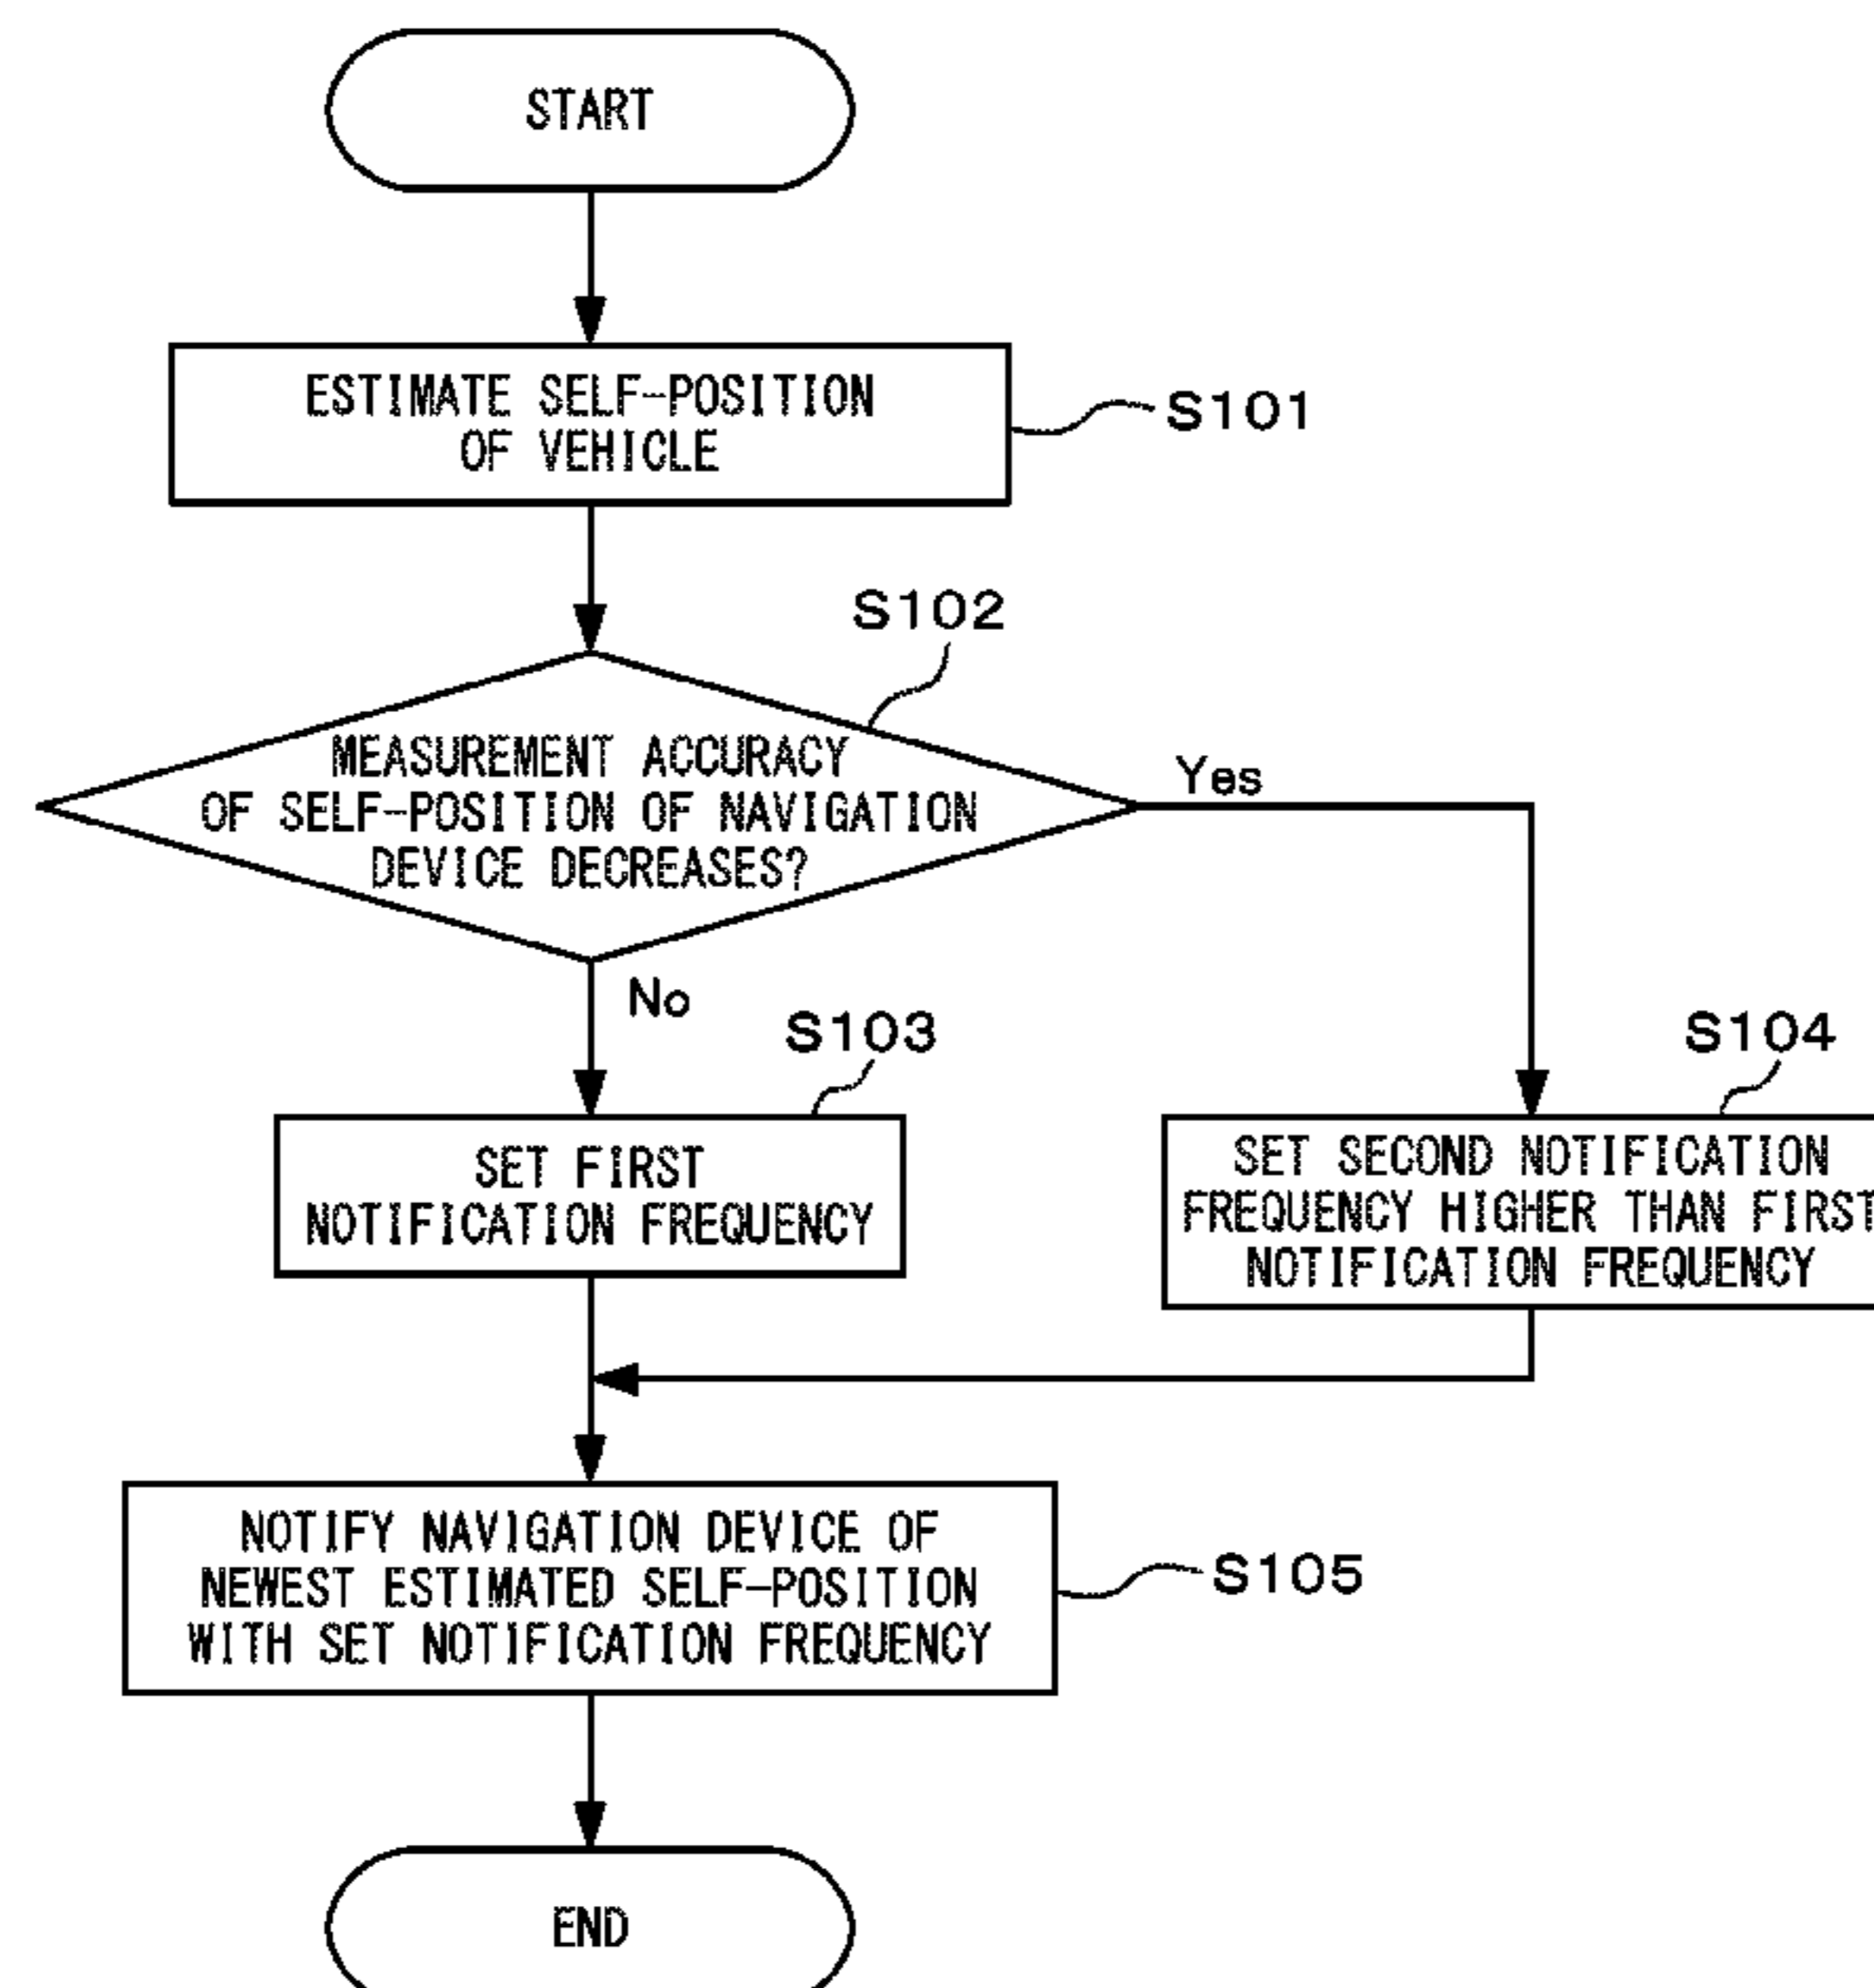 START
ESTIMATE SELF-POSITION
OF VEHICLE
S101
S102
MEASUREMENT ACCURACY
OF SELF-POSITION OF NAVIGATION
DEVICE DECREASES?
Yes
No
S103
SET FIRST
NOTIFICATION FREQUENCY
S104
SET SECOND NOTIFICATION
FREQUENCY HIGHER THAN FIRST
NOTIFICATION FREQUENCY
NOTIFY NAVIGATION DEVICE OF
NEWEST ESTIMATED SELF-POSITION
WITH SET NOTIFICATION FREQUENCY
S105
END